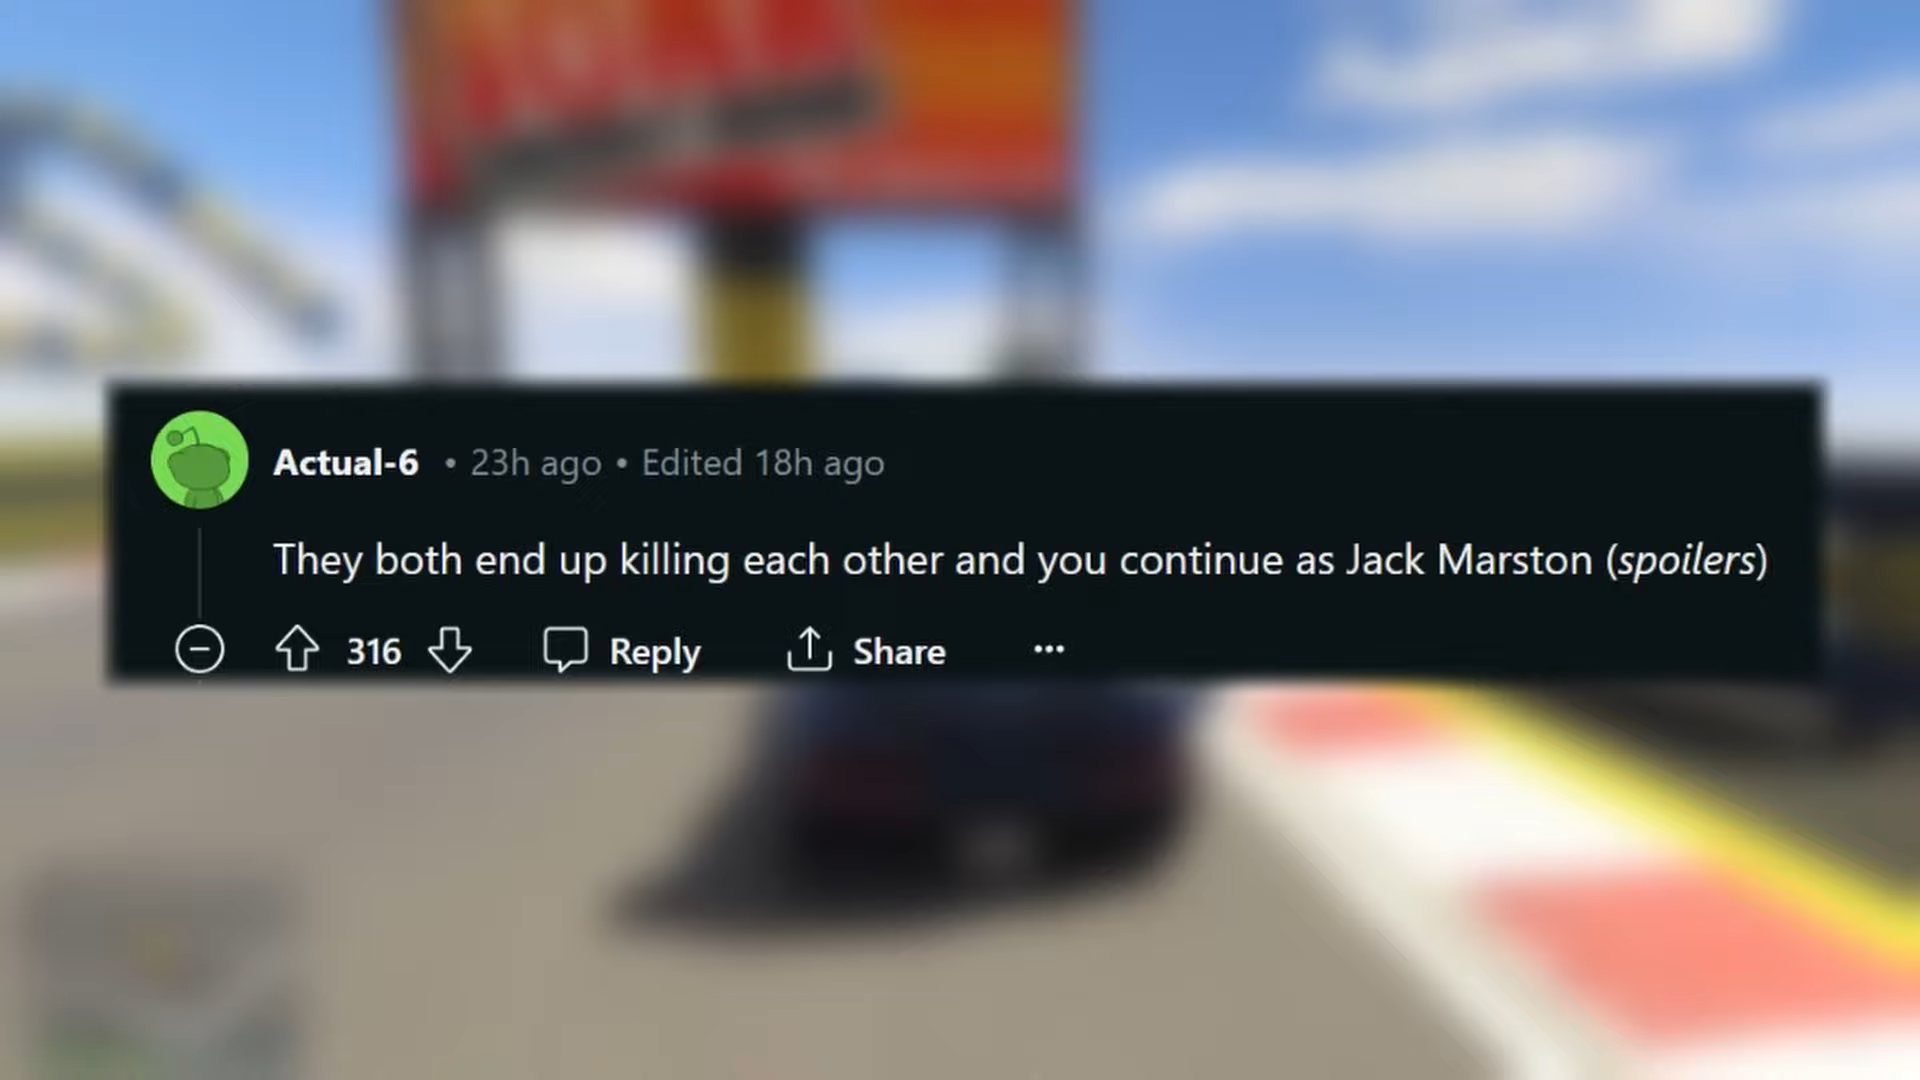 Actual-6 • 23h ago • Edited 18h ago
They both end up killing each other and you continue as Jack Marston (spoilers)
316 Reply Share ...